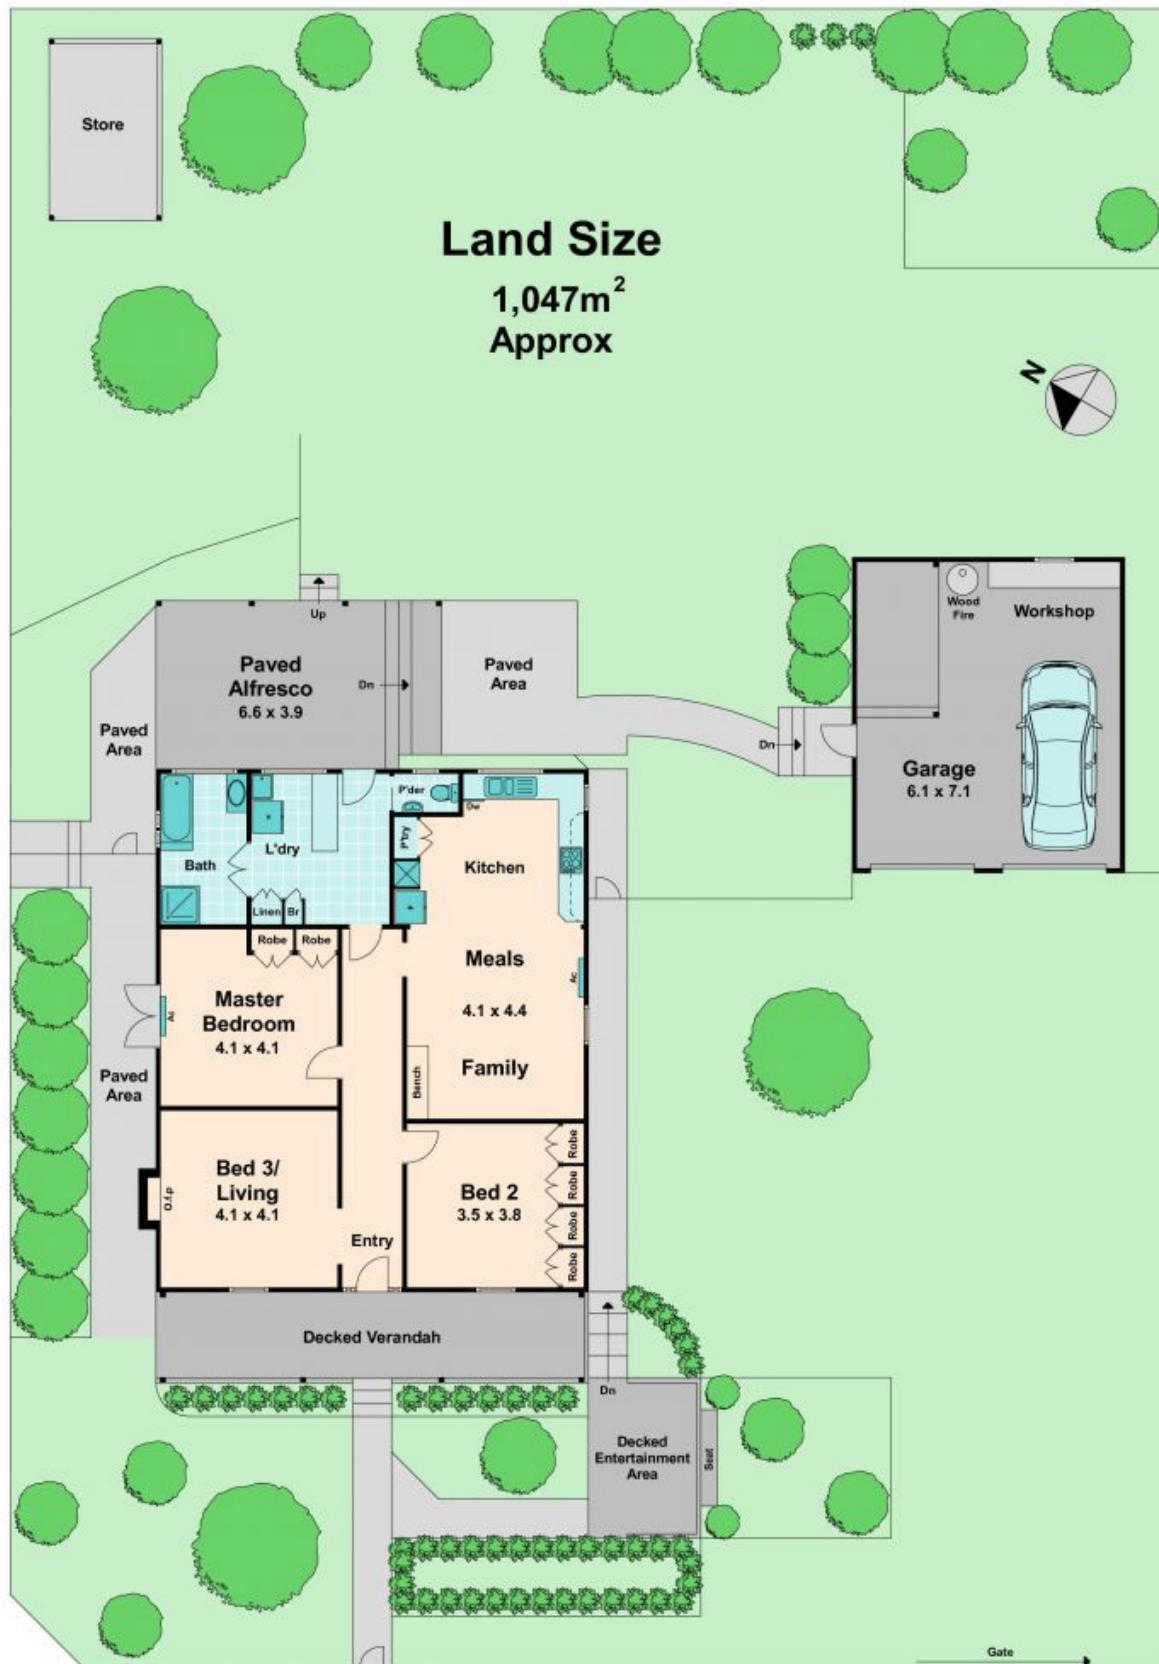 Store
Land Size
1,047m²
Approx
N
Up
Paved
Alfresco
6.6 x 3.9
Dn
Paved
Area
Paved
Area
Dn
Wood
Fire
Workshop
Garage
6.1 x 7.1
P'der
Dw
P'try
L'dry
Bath
Linen
Br
Kitchen
Robe
Robe
Meals
Ac
4.1 x 4.4
Family
Bench
Master
Bedroom
4.1 x 4.1
Ac
Paved
Area
Bed 3/
Living
4.1 x 4.1
O.f.p
Bed 2
3.5 x 3.8
Robe
Robe
Robe
Robe
Entry
Decked Verandah
Dn
Decked
Entertainment
Area
Seat
Gate